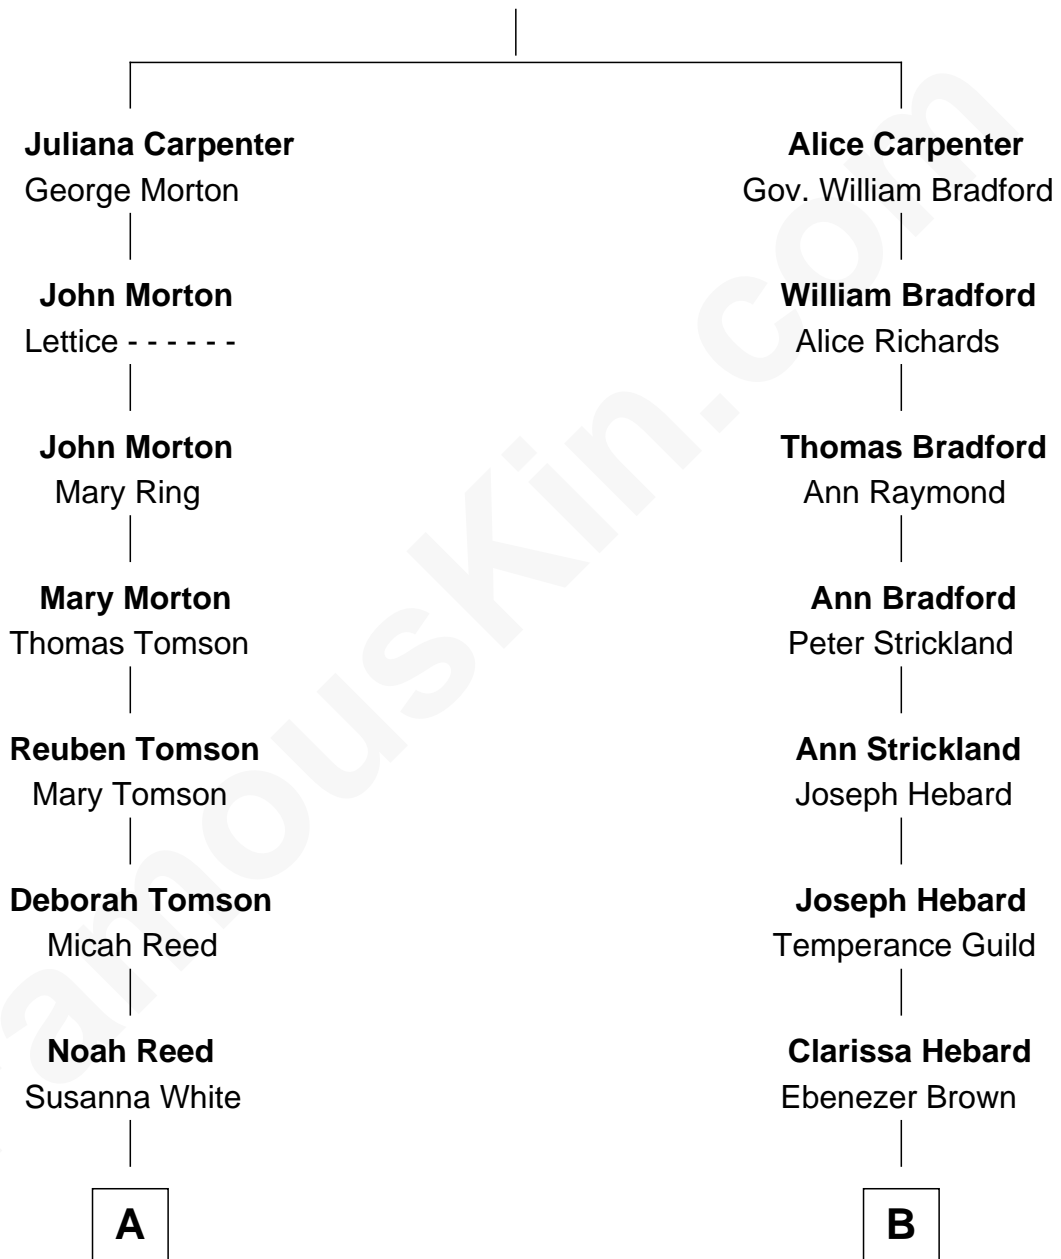 Juliana Carpenter
George Morton
Alice Carpenter
Gov. William Bradford
John Morton
Lettice - - - - - -
William Bradford
Alice Richards
John Morton
Mary Ring
Thomas Bradford
Ann Raymond
Mary Morton
Thomas Tomson
Ann Bradford
Peter Strickland
Reuben Tomson
Mary Tomson
Ann Strickland
Joseph Hebard
Deborah Tomson
Micah Reed
Joseph Hebard
Temperance Guild
Noah Reed
Susanna White
Clarissa Hebard
Ebenezer Brown
A
B
amouskin.com